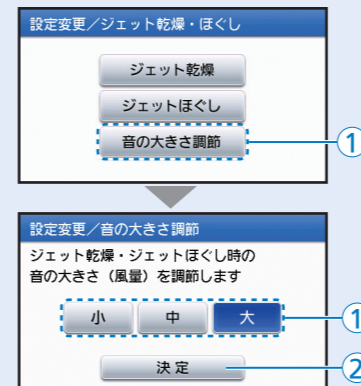 設定変更／ジェット乾燥・ほぐし
ジェット乾燥
ジェットほぐし
音の大きさ調節
1
設定変更／音の大きさ調節
ジェット乾燥・ジェットほぐし時の
音の大きさ（風量）を調節します
小 中 大
1
決定
2